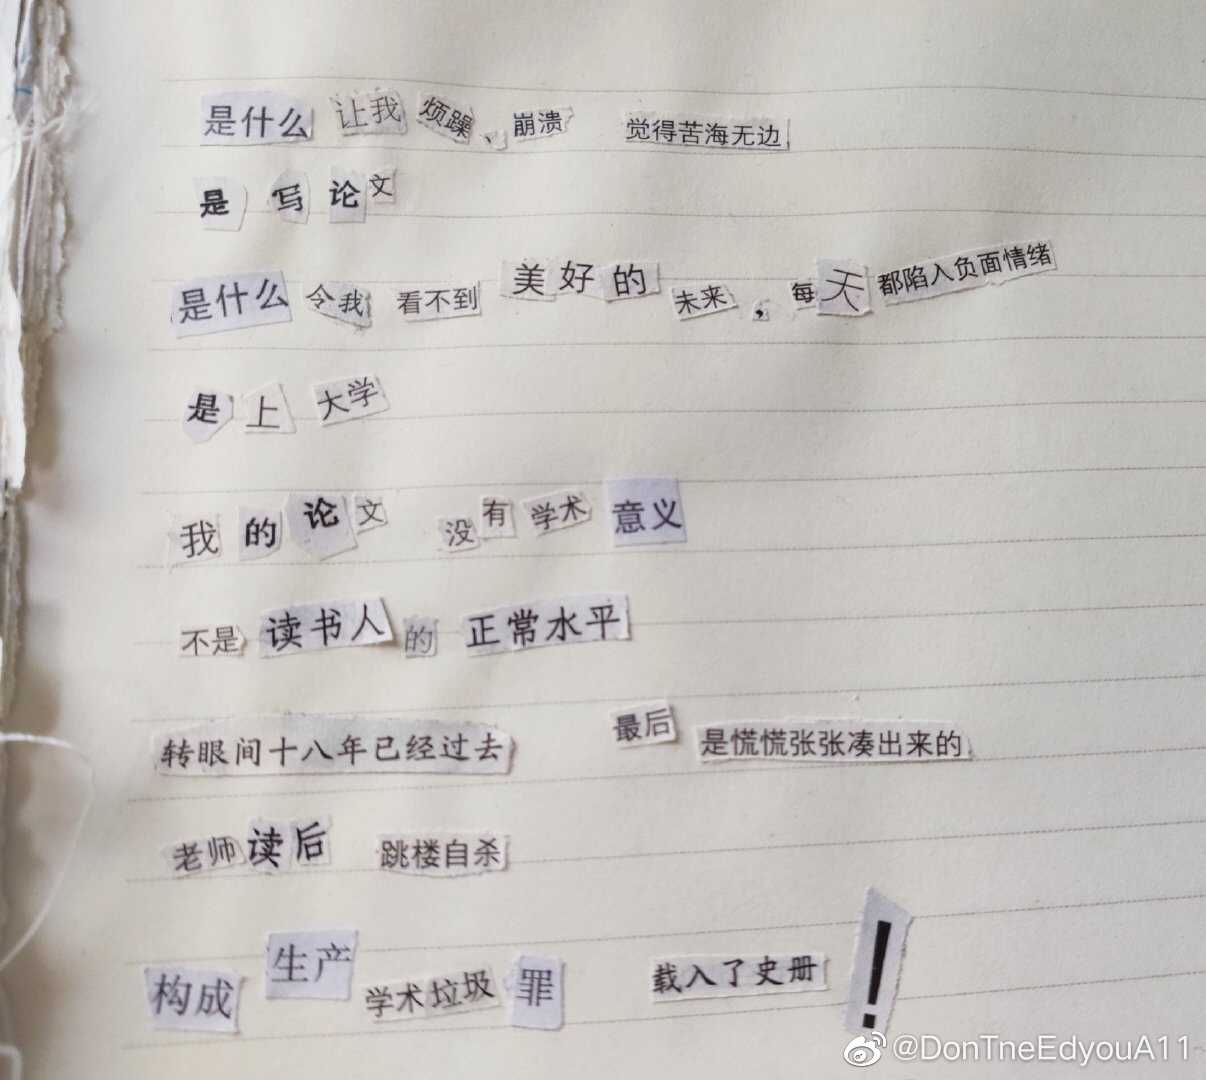 是什么 让我 烦躁、崩溃 觉得苦海无边
是 写 论文
是什么 令我 看不到 美好的 未来，每天都陷入负面情绪
是 上 大学
我 的 论文 没有 学术 意义
不是 读书人 的 正常水平
转眼间十八年已经过去 最后 是慌慌张张凑出来的
老师读后 跳楼自杀
构成 生产 学术垃圾 罪 载入了史册！
@DonTneEdyouA11